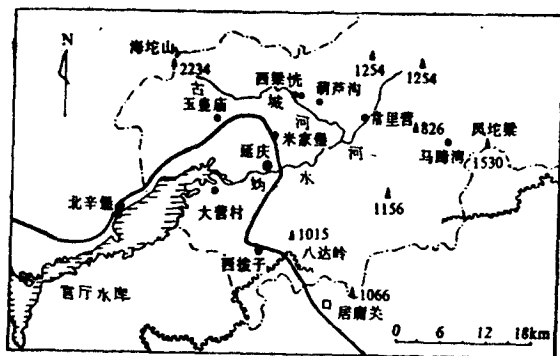 N
海坨山
2234
古
城
河
玉皇庙
西梁垙
葫芦沟
1254
1254
常里营
826
凤坨梁
马蹄湾
1530
米家堡
河
延庆
妫
水
北辛堡
大营村
1156
1015
八达岭
西拨子
官厅水库
1066
居庸关
0 6 12 18km